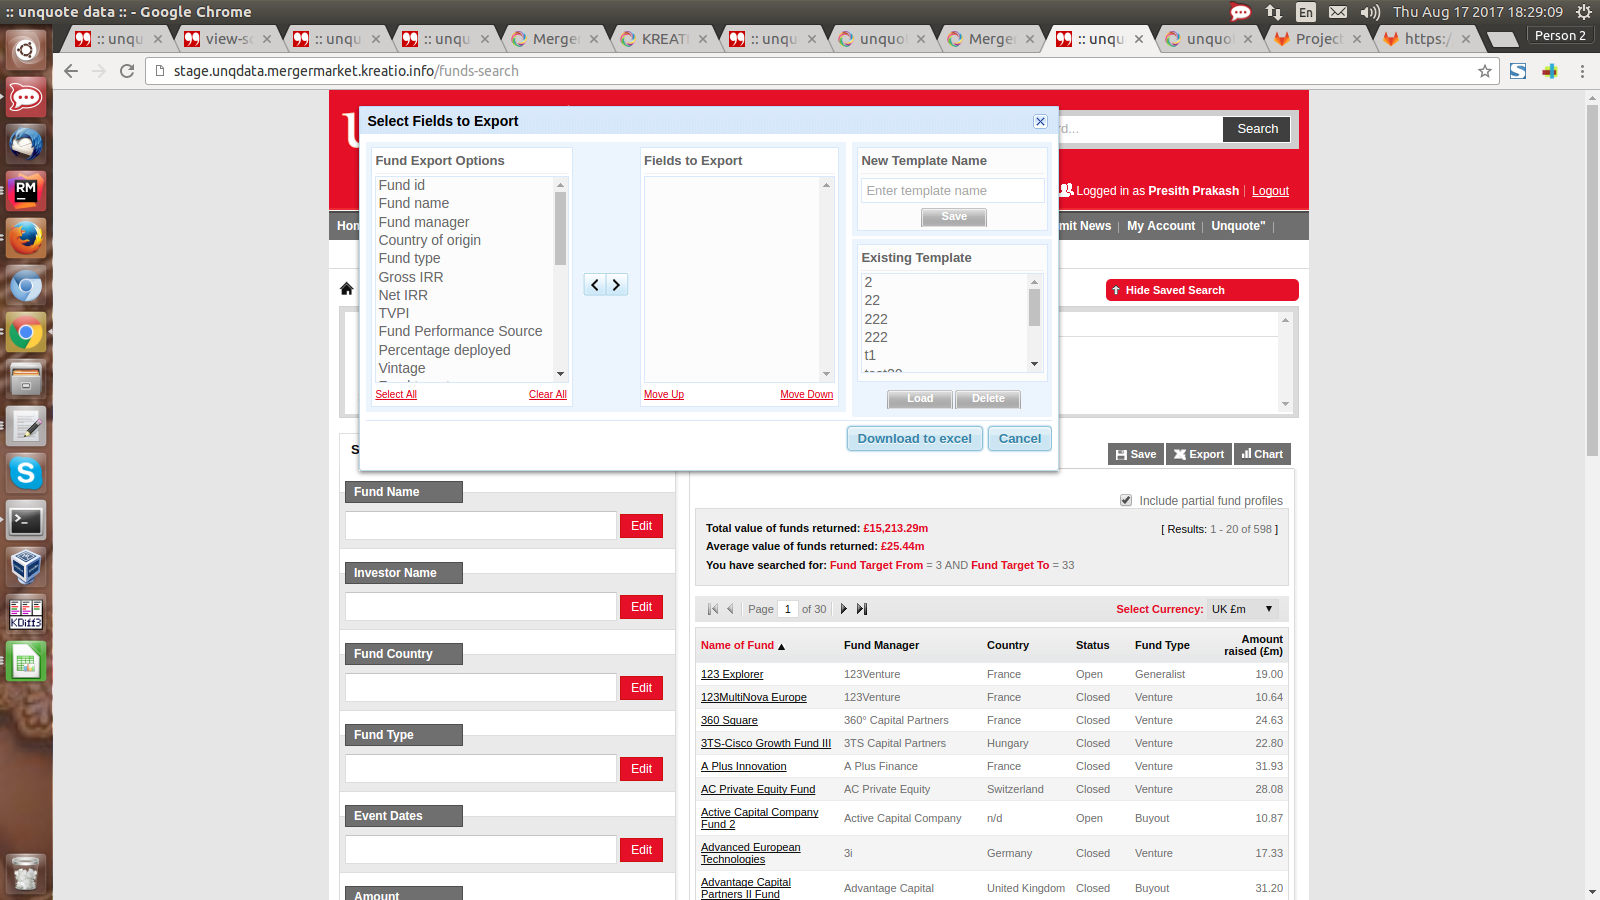 :: unquote data :: - Google Chrome
En
Thu Aug 17 2017 18:29:09
:: unqu
view-so
:: unqu
:: unqu
Merger
KREATI
:: unqu
unquot
Merger
:: unqu
unquot
Project
https:/
Person 2
stage.unqdata.mergermarket.kreatio.info/funds-search
Search
Logged in as Presith Prakash
Logout
Hom
mit News | My Account | Unquote" |
Hide Saved Search
Select Fields to Export
Fund Export Options
Fund id
Fund name
Fund manager
Country of origin
Fund type
Gross IRR
Net IRR
TVPI
Fund Performance Source
Percentage deployed
Vintage
Select All
Clear All
Fields to Export
Move Up
Move Down
New Template Name
Enter template name
Save
Existing Template
2
22
222
222
t1
Load
Delete
Download to excel
Cancel
Save
Export
Chart
Fund Name
Edit
Investor Name
Edit
Fund Country
Edit
Fund Type
Edit
Event Dates
Edit
Amount
Include partial fund profiles
Total value of funds returned: £15,213.29m
[ Results: 1 - 20 of 598 ]
Average value of funds returned: £25.44m
You have searched for: Fund Target From = 3 AND Fund Target To = 33
Page 1 of 30
Select Currency: UK £m
Name of Fund Fund Manager Country Status Fund Type Amount raised (£m)
123 Explorer 123Venture France Open Generalist 19.00
123MultiNova Europe 123Venture France Closed Venture 10.64
360 Square 360° Capital Partners France Closed Venture 24.63
3TS-Cisco Growth Fund III 3TS Capital Partners Hungary Closed Venture 22.80
A Plus Innovation A Plus Finance France Closed Venture 31.93
AC Private Equity Fund AC Private Equity Switzerland Closed Venture 28.08
Active Capital Company Fund 2 Active Capital Company n/d Open Buyout 10.87
Advanced European Technologies 3i Germany Closed Venture 17.33
Advantage Capital Partners II Fund Advantage Capital United Kingdom Closed Buyout 31.20
RM
KDiff3